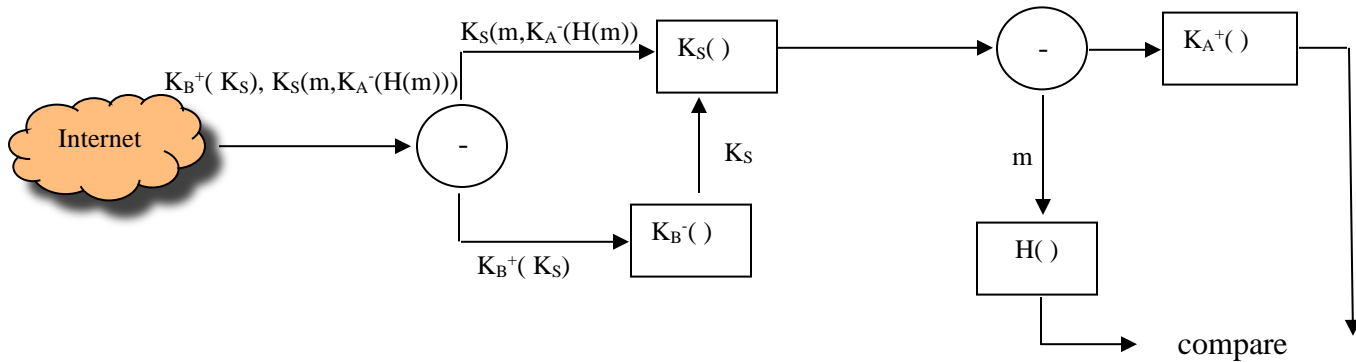 K_S(m,K_A^-(H(m))
K_S( )
-
K_A^+( )
K_B^+( K_S), K_S(m,K_A^-(H(m)))
Internet
-
K_S
m
K_B^-( )
H( )
K_B^+( K_S)
compare